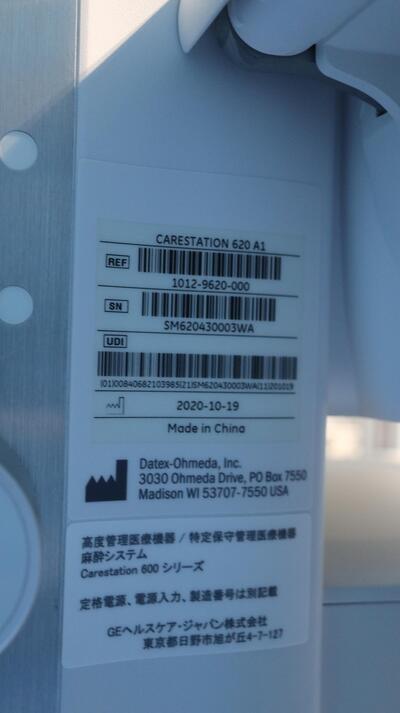 CARESTATION 620 A1
REF
1012-9620-000
SN
SM620430003WA
UDI
(01)00840682103985(21)SM620430003WA(11)201019
2020-10-19
Made in China
Datex-Ohmeda, Inc.
3030 Ohmeda Drive, PO Box 7550
Madison WI 53707-7550 USA
高度管理医療機器 / 特定保守管理医療機器
麻酔システム
Carestation 600 シリーズ
定格電源、電源入力、製造番号は別記載
GEヘルスケア・ジャパン株式会社
東京都日野市旭が丘4-7-127